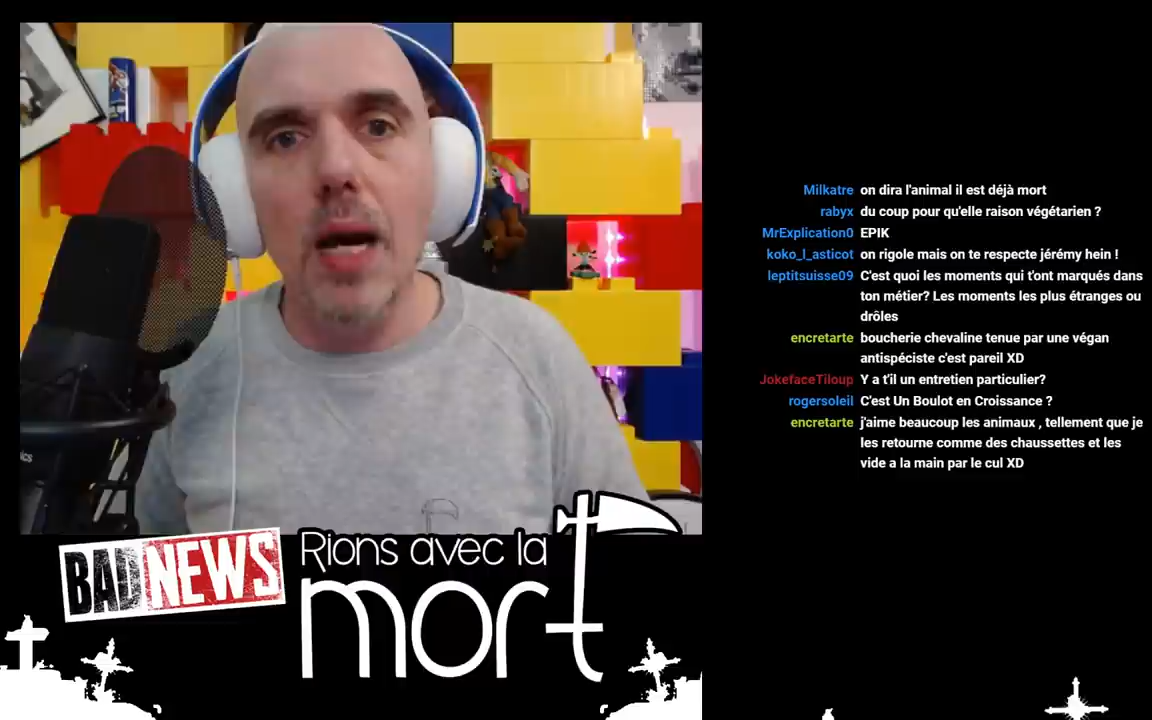 Milkatre on dira l'animal il est déjà mort
rabyx du coup pour qu'elle raison végétarien ?
MrExplication0 EPIK
koko_l_asticot on rigole mais on te respecte jérémy hein !
leptitsuisse09 C'est quoi les moments qui t'ont marqués dans
ton métier? Les moments les plus étranges ou
drôles
encretarte boucherie chevaline tenue par une végan
antispéciste c'est pareil XD
JokefaceTiloup Y a t'il un entretien particulier?
rogersoleil C'est Un Boulot en Croissance ?
encretarte j'aime beaucoup les animaux , tellement que je
les retourne comme des chaussettes et les
vide a la main par le cul XD
BAD NEWS
Rions avec la
mort